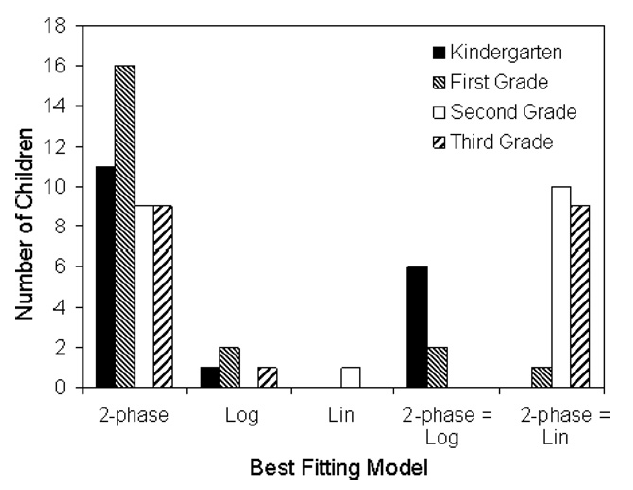 18
16
14
12
10
8
6
4
2
0
Number of Children
Kindergarten
First Grade
Second Grade
Third Grade
2-phase
Log
Lin
2-phase =
Log
2-phase =
Lin
Best Fitting Model